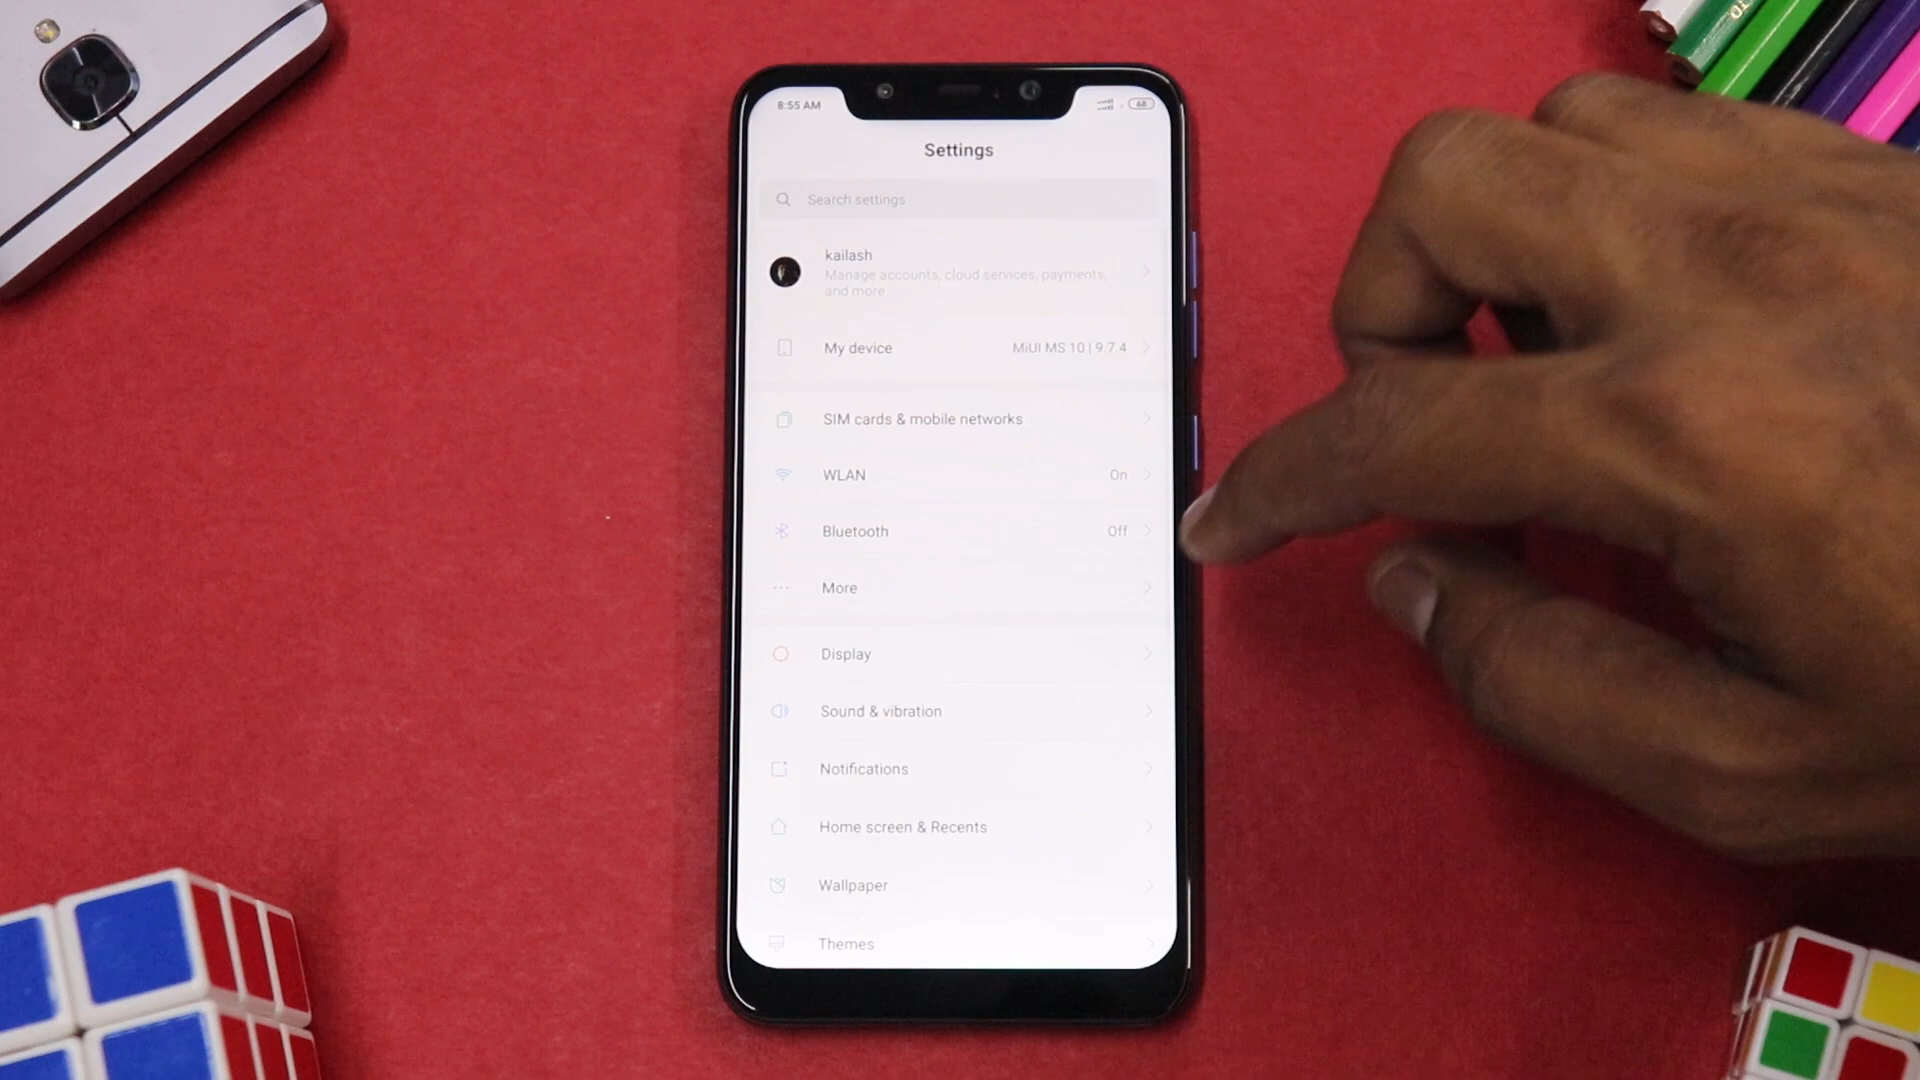 8:55 AM
68
Settings
Search settings
kailash
Manage accounts, cloud services, payments,
and more
My device
MiUI MS 10 | 9.7.4
SIM cards & mobile networks
WLAN
On
Bluetooth
Off
More
Display
Sound & vibration
Notifications
Home screen & Recents
Wallpaper
Themes